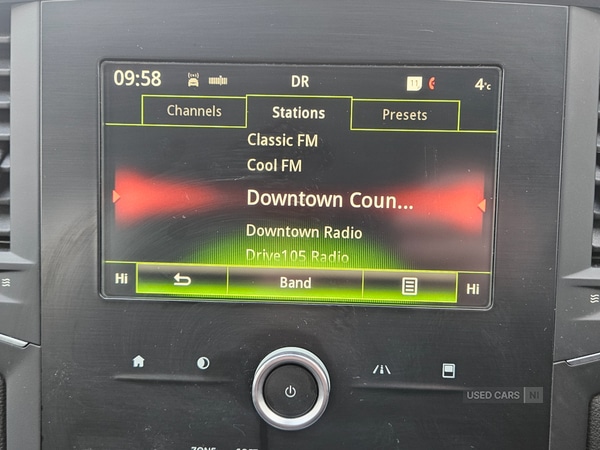 09:58 DR 11 4°C
Channels Stations Presets
Classic FM
Cool FM
Downtown Coun...
Downtown Radio
Drive105 Radio
Hi Band Hi
USED CARS NI